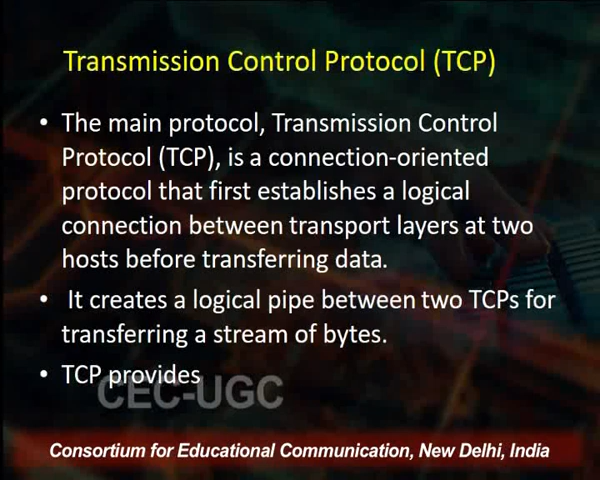 Transmission Control Protocol (TCP)
• The main protocol, Transmission Control
Protocol (TCP), is a connection-oriented
protocol that first establishes a logical
connection between transport layers at two
hosts before transferring data.
• It creates a logical pipe between two TCPs for
transferring a stream of bytes.
• TCP provides
CEC-UGC
Consortium for Educational Communication, New Delhi, India